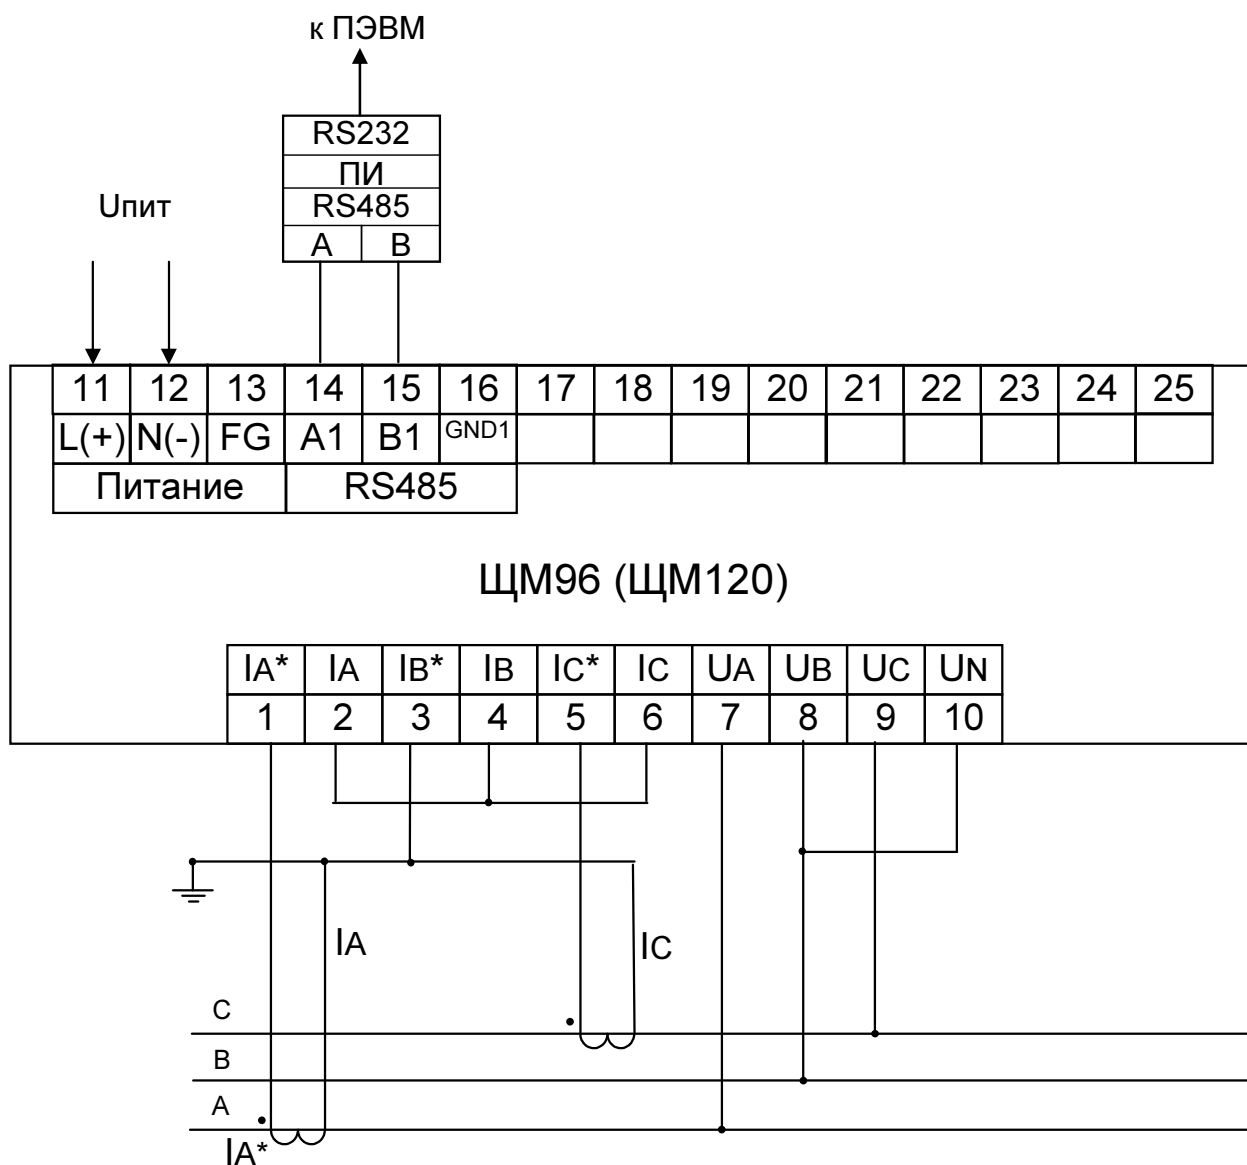 к ПЭВМ
RS232
ПИ
RS485
A B
Uпит
11 12 13 14 15 16 17 18 19 20 21 22 23 24 25
L(+) N(-) FG A1 B1 GND1
Питание RS485
ЩМ96 (ЩМ120)
IA* IA IB* IB IC* IC UA UB UC UN
1 2 3 4 5 6 7 8 9 10
IA IC
C
B
A
IA*